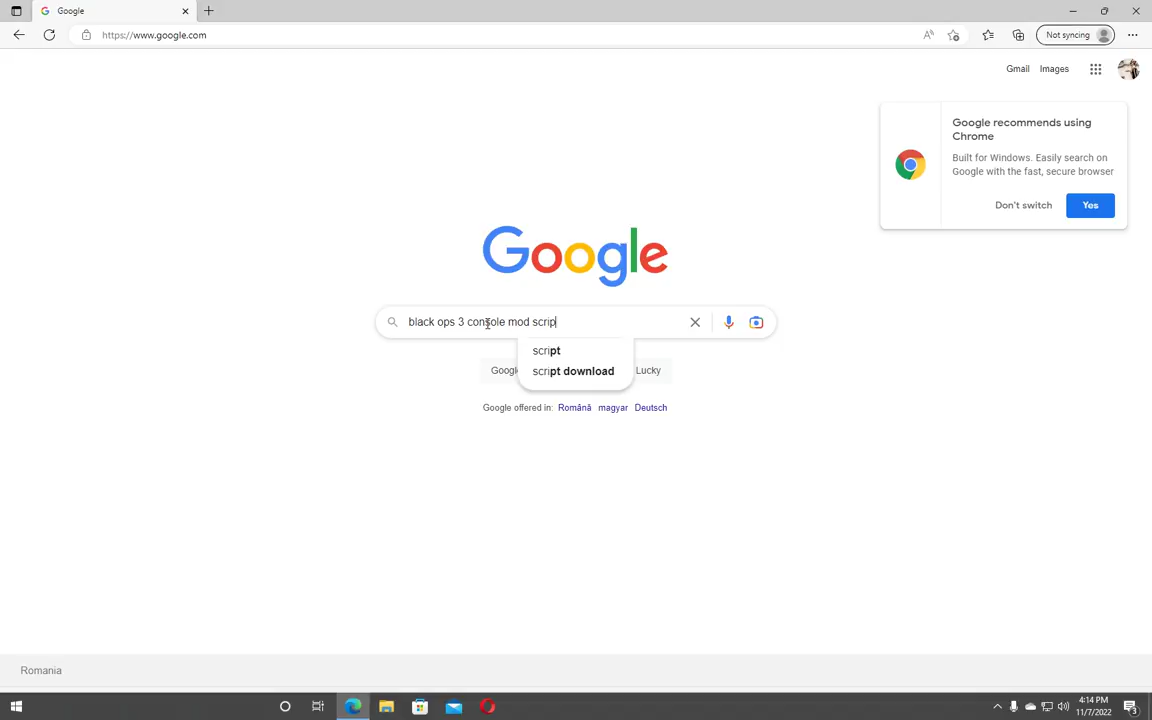 Google
https://www.google.com
Not syncing
Gmail
Images
Google recommends using
Chrome
Built for Windows. Easily search on
Google with the fast, secure browser
Don't switch
Yes
Google
black ops 3 console mod scrip
script
script download
Googl
Lucky
Google offered in: Română magyar Deutsch
Romania
4:14 PM
11/7/2022
3